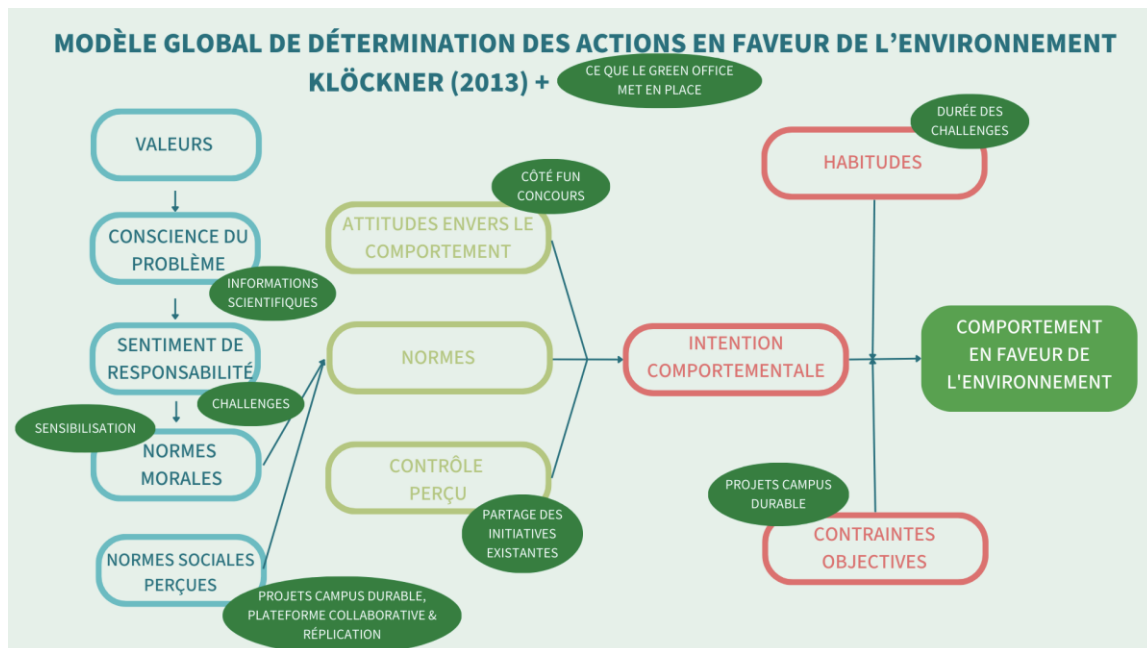 MODÈLE GLOBAL DE DÉTERMINATION DES ACTIONS EN FAVEUR DE L'ENVIRONNEMENT
KLÖCKNER (2013) +
CE QUE LE GREEN OFFICE
MET EN PLACE
VALEURS
CONSCIENCE DU
PROBLÈME
INFORMATIONS
SCIENTIFIQUES
SENTIMENT DE
RESPONSABILITÉ
CHALLENGES
SENSIBILISATION
NORMES
MORALES
NORMES SOCIALES
PERÇUES
PROJETS CAMPUS DURABLE,
PLATEFORME COLLABORATIVE &
RÉPLICATION
CÔTÉ FUN
CONCOURS
ATTITUDES ENVERS LE
COMPORTEMENT
NORMES
CONTRÔLE
PERÇU
PARTAGE DES
INITIATIVES
EXISTANTES
INTENTION
COMPORTEMENTALE
DURÉE DES
CHALLENGES
HABITUDES
PROJETS CAMPUS
DURABLE
CONTRAINTES
OBJECTIVES
COMPORTEMENT
EN FAVEUR DE
L'ENVIRONNEMENT